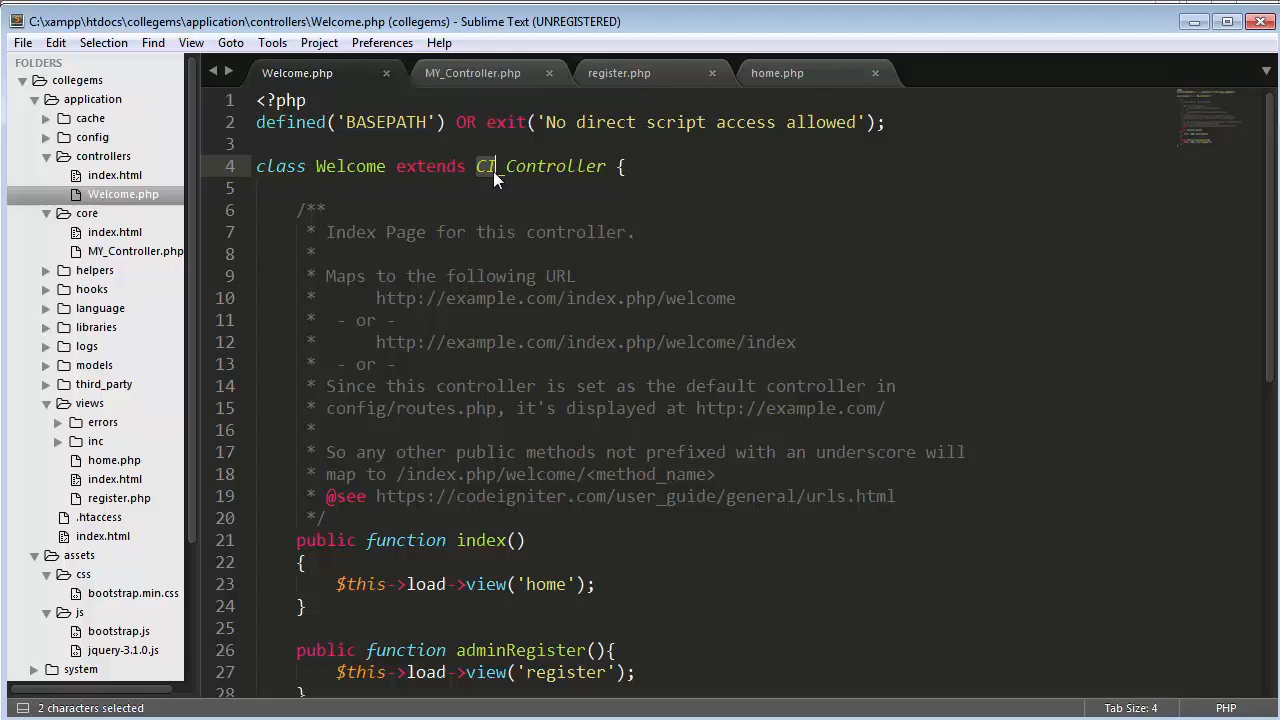 C:\xampp\htdocs\collegems\application\controllers\Welcome.php (collegems) - Sublime Text (UNREGISTERED)
File Edit Selection Find View Goto Tools Project Preferences Help
FOLDERS
collegems
application
cache
config
controllers
index.html
Welcome.php
core
index.html
MY_Controller.php
helpers
hooks
language
libraries
logs
models
third_party
views
errors
inc
home.php
index.html
register.php
.htaccess
index.html
assets
css
bootstrap.min.css
js
bootstrap.js
jquery-3.1.0.js
system
Welcome.php MY_Controller.php register.php home.php
1 <?php
2 defined('BASEPATH') OR exit('No direct script access allowed');
3
4 class Welcome extends CI_Controller {
5
6 /**
7 * Index Page for this controller.
8 *
9 * Maps to the following URL
10 * http://example.com/index.php/welcome
11 * - or -
12 * http://example.com/index.php/welcome/index
13 * - or -
14 * Since this controller is set as the default controller in
15 * config/routes.php, it's displayed at http://example.com/
16 *
17 * So any other public methods not prefixed with an underscore will
18 * map to /index.php/welcome/<method_name>
19 * @see https://codeigniter.com/user_guide/general/urls.html
20 */
21 public function index()
22 {
23 $this->load->view('home');
24 }
25
26 public function adminRegister(){
27 $this->load->view('register');
28 }
2 characters selected Tab Size: 4 PHP